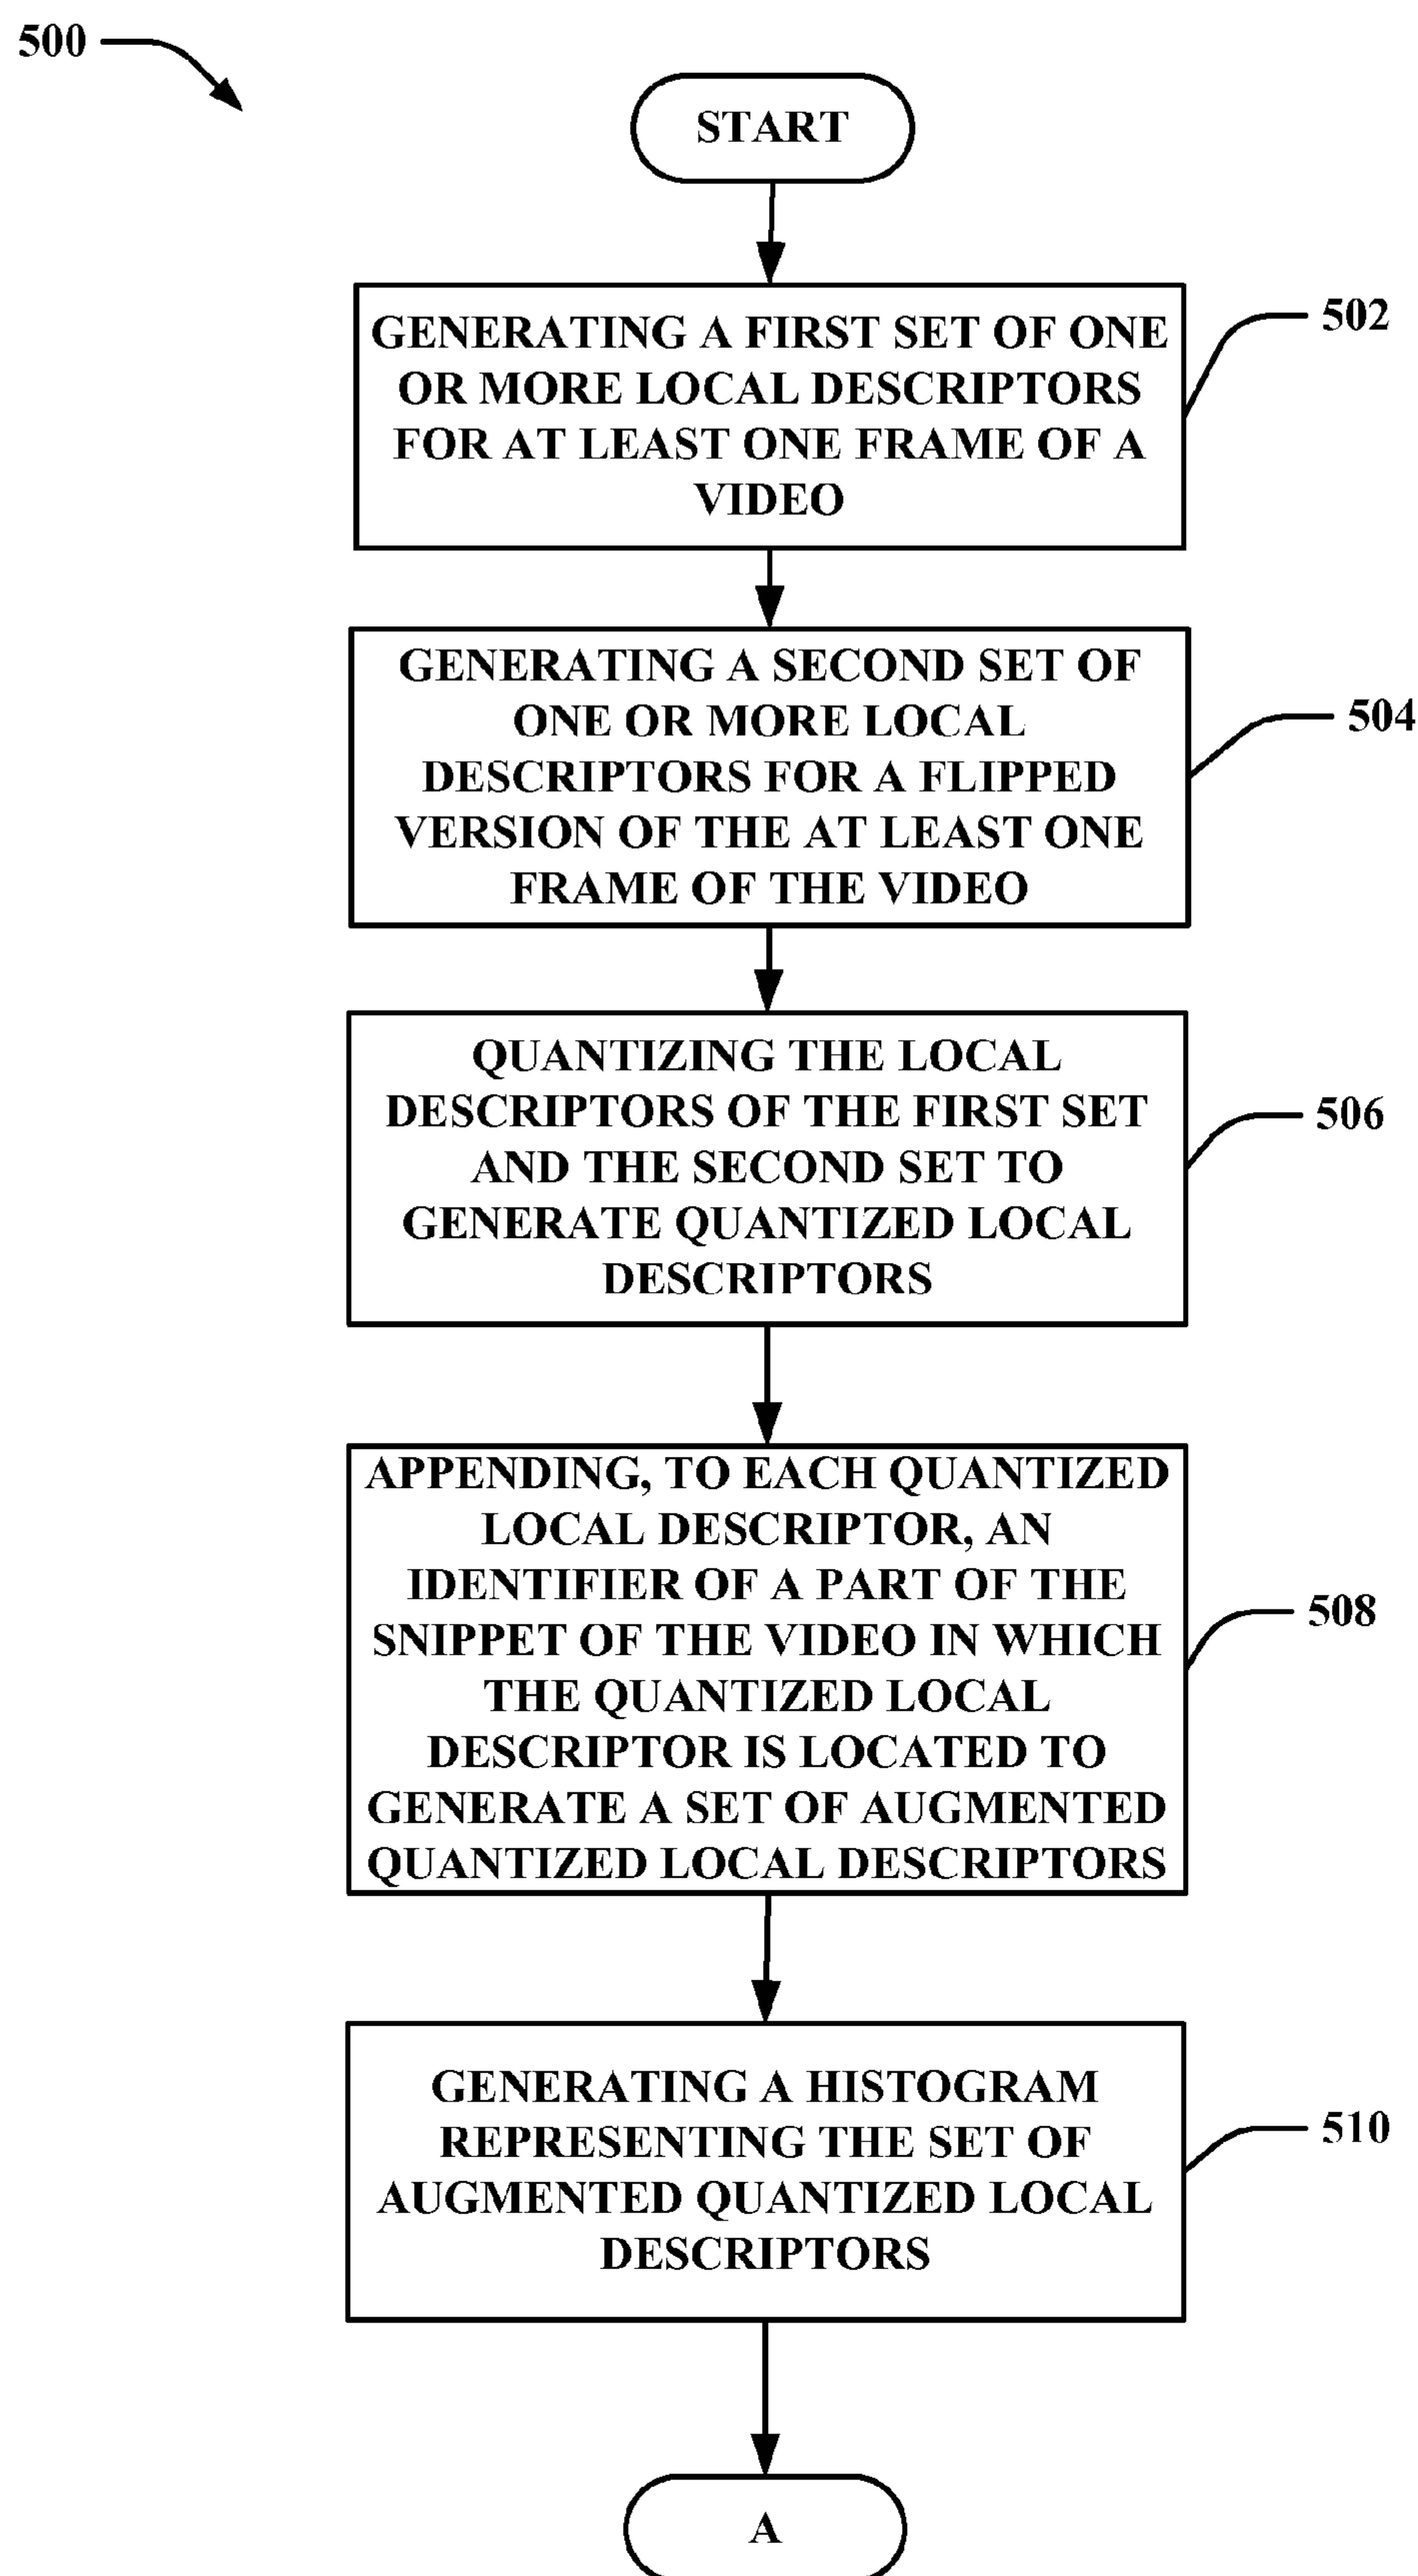 500
START
GENERATING A FIRST SET OF ONE
OR MORE LOCAL DESCRIPTORS
FOR AT LEAST ONE FRAME OF A
VIDEO
502
GENERATING A SECOND SET OF
ONE OR MORE LOCAL
DESCRIPTORS FOR A FLIPPED
VERSION OF THE AT LEAST ONE
FRAME OF THE VIDEO
504
QUANTIZING THE LOCAL
DESCRIPTORS OF THE FIRST SET
AND THE SECOND SET TO
GENERATE QUANTIZED LOCAL
DESCRIPTORS
506
APPENDING, TO EACH QUANTIZED
LOCAL DESCRIPTOR, AN
IDENTIFIER OF A PART OF THE
SNIPPET OF THE VIDEO IN WHICH
THE QUANTIZED LOCAL
DESCRIPTOR IS LOCATED TO
GENERATE A SET OF AUGMENTED
QUANTIZED LOCAL DESCRIPTORS
508
GENERATING A HISTOGRAM
REPRESENTING THE SET OF
AUGMENTED QUANTIZED LOCAL
DESCRIPTORS
510
A